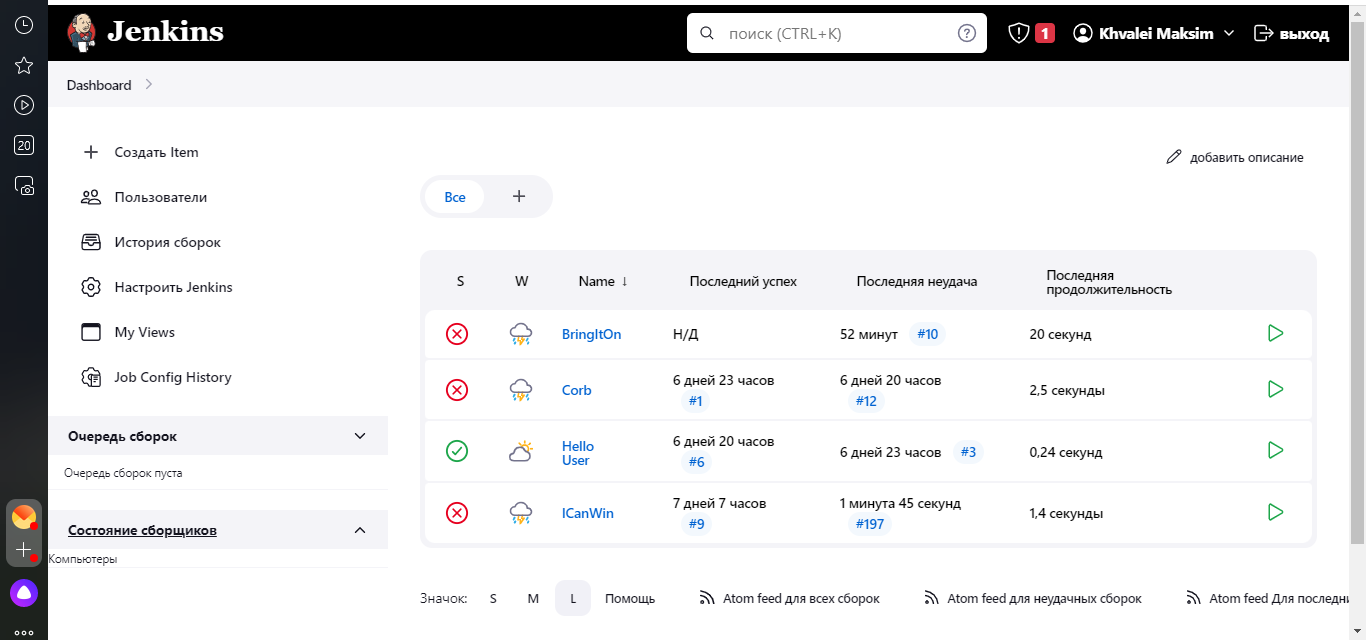 Jenkins
поиск (CTRL+K)
1
Khvalei Maksim
выход
Dashboard
20
Создать Item
Пользователи
История сборок
Настроить Jenkins
My Views
Job Config History
Очередь сборок
Очередь сборок пуста
Состояние сборщиков
Компьютеры
добавить описание
Все
S W Name ↓ Последний успех Последняя неудача Последняя
продолжительность
BringItOn Н/Д 52 минут #10 20 секунд
Corb 6 дней 23 часов 6 дней 20 часов 2,5 секунды
#1 #12
Hello 6 дней 20 часов 6 дней 23 часов #3 0,24 секунд
User #6
ICanWin 7 дней 7 часов 1 минута 45 секунд 1,4 секунды
#9 #197
Значок: S M L Помощь Atom feed для всех сборок Atom feed для неудачных сборок Atom feed Для последни